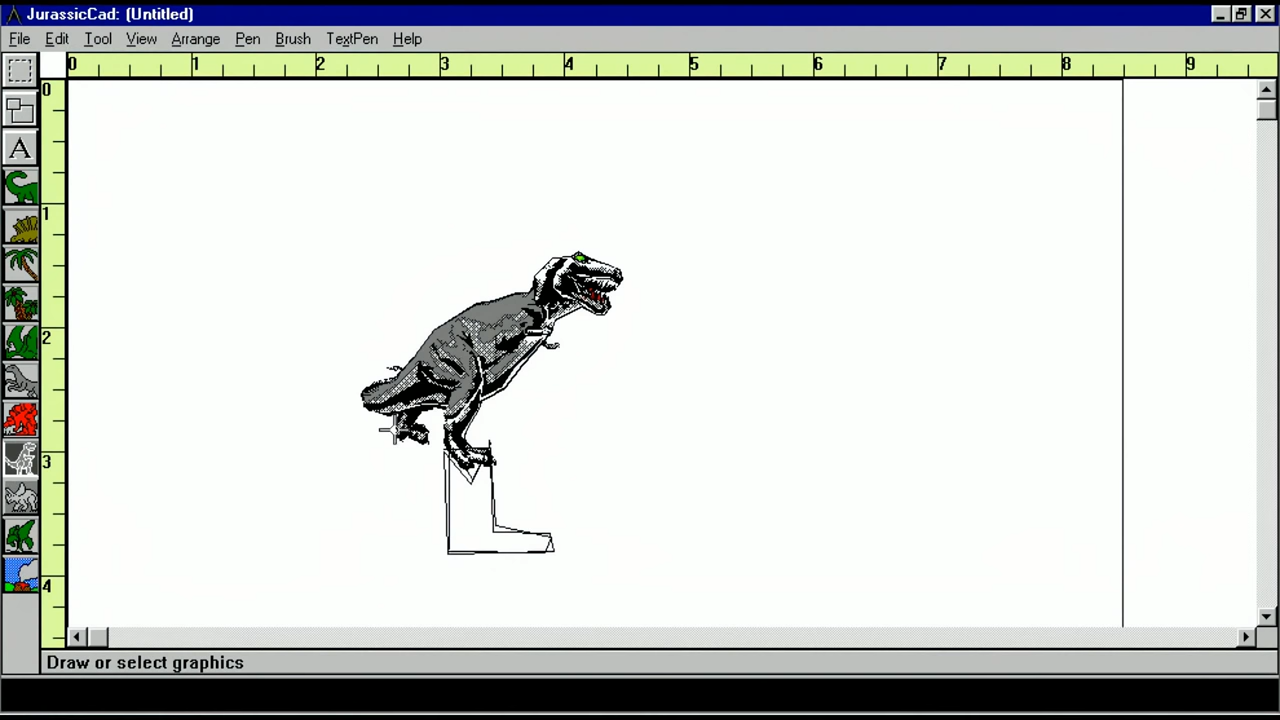 JurassicCad: (Untitled)
File Edit Tool View Arrange Pen Brush TextPen Help
0 1 2 3 4 5 6 7 8 9
0
1
A
2
3
4
Draw or select graphics